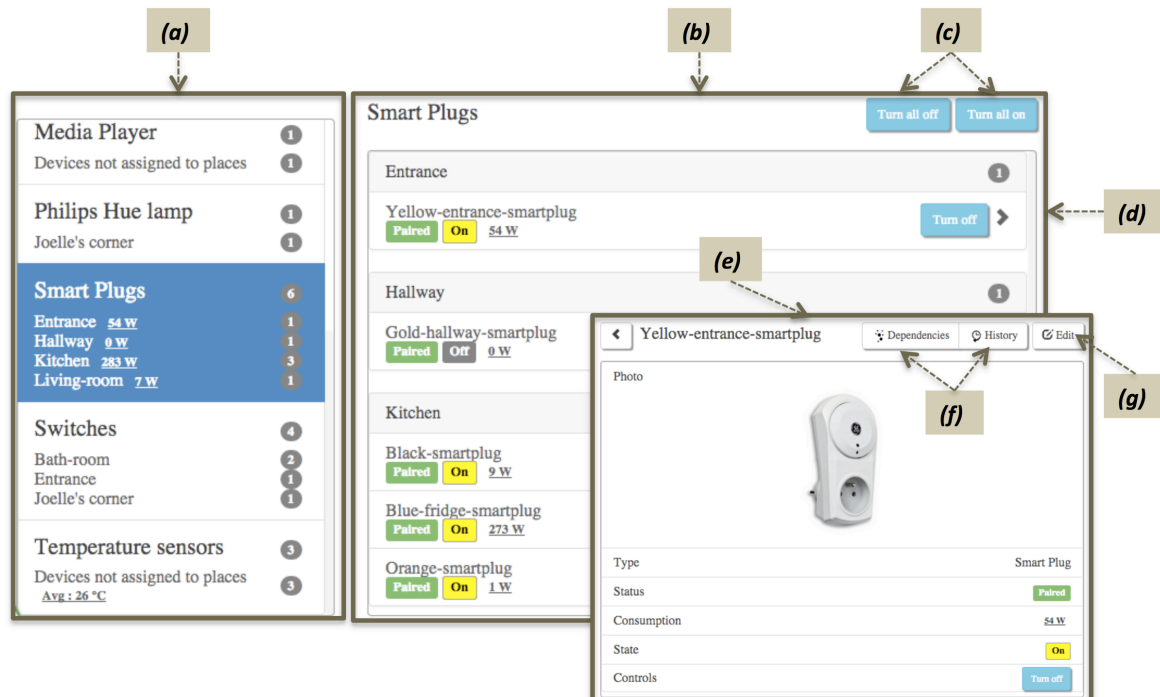 (a)
(b)
(c)
Media Player 1
Devices not assigned to places 1
Philips Hue lamp 1
Joelle's corner 1
Smart Plugs 6
Entrance 54 W 1
Hallway 0 W 1
Kitchen 283 W 3
Living-room 7 W 1
Switches 4
Bath-room 2
Entrance 1
Joelle's corner 1
Temperature sensors 3
Devices not assigned to places 3
Avg : 26 °C
Smart Plugs Turn all off Turn all on
Entrance 1
Yellow-entrance-smartplug
Paired On 54 W Turn off
(d)
Hallway 1
Gold-hallway-smartplug
Paired Off 0 W
Kitchen
Black-smartplug
Paired On 9 W
Blue-fridge-smartplug
Paired On 273 W
Orange-smartplug
Paired On 1 W
(e)
Yellow-entrance-smartplug Dependencies History Edit
(f)
(g)
Photo
Type Smart Plug
Status Paired
Consumption 54 W
State On
Controls Turn off